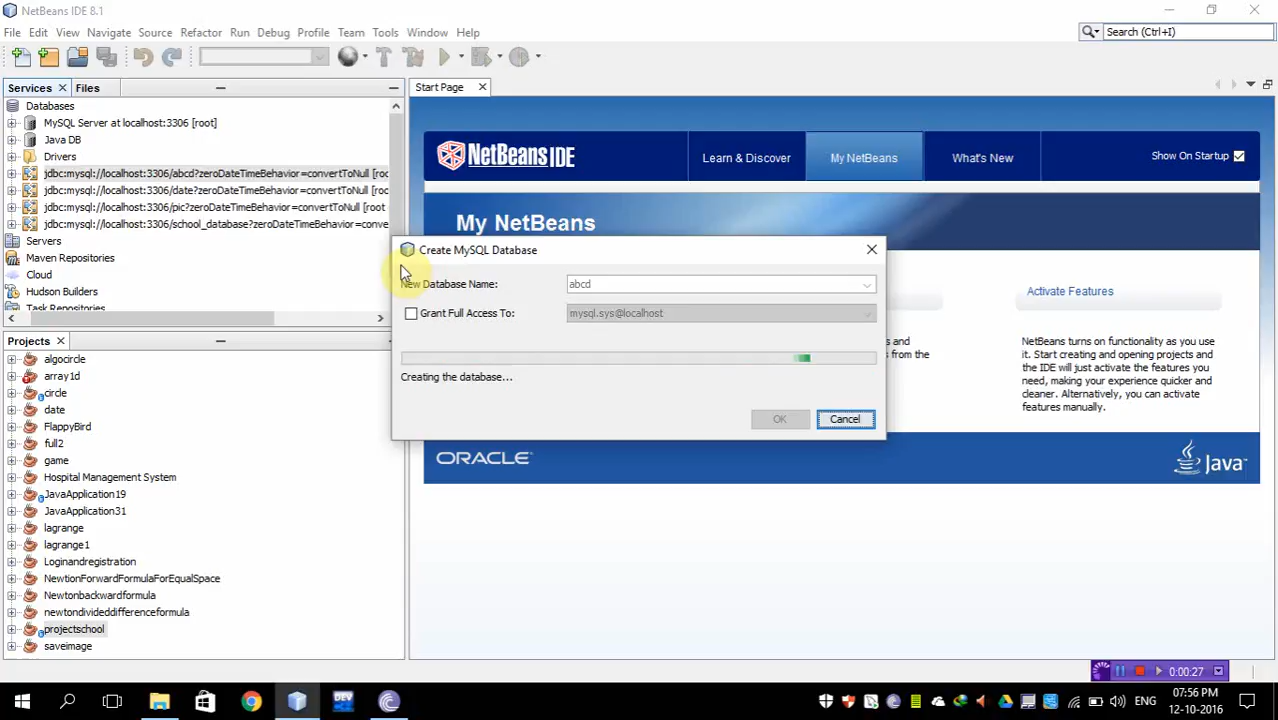 NetBeans IDE 8.1
File Edit View Navigate Source Refactor Run Debug Profile Team Tools Window Help
Search (Ctrl+I)
Services Files
Start Page
Databases
MySQL Server at localhost:3306 [root]
Java DB
Drivers
jdbc:mysql://localhost:3306/abcd?zeroDateTimeBehavior=convertToNull [roo
jdbc:mysql://localhost:3306/date?zeroDateTimeBehavior=convertToNull [roo
jdbc:mysql://localhost:3306/pic?zeroDateTimeBehavior=convertToNull [root
jdbc:mysql://localhost:3306/school_database?zeroDateTimeBehavior=conve
Servers
Maven Repositories
Cloud
Hudson Builders
Task Repositories
Projects
algocircle
array1d
circle
date
FlappyBird
full2
game
Hospital Management System
JavaApplication19
JavaApplication31
lagrange
lagrange1
Loginandregistration
NewtionForwardFormulaForEqualSpace
Newtonbackwardformula
newtondivideddifferenceformula
projectschool
saveimage
NetBeans IDE
Learn & Discover
My NetBeans
What's New
Show On Startup
My NetBeans
Create MySQL Database
New Database Name:
abcd
Grant Full Access To:
mysql.sys@localhost
Creating the database...
OK
Cancel
s and
s from the
Activate Features
NetBeans turns on functionality as you
use it. Start creating and opening projects and
the IDE will just activate the features you
need, making your experience quicker and
cleaner. Alternatively, you can activate
features manually.
ORACLE
Java
0:00:27
DEV
ENG
07:56 PM
12-10-2016